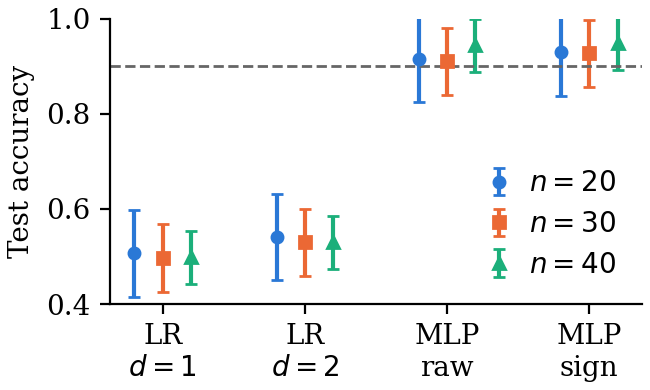 1.0
0.8
0.6
0.4
Test accuracy
n = 20
n = 30
n = 40
LR
d = 1
LR
d = 2
MLP
raw
MLP
sign